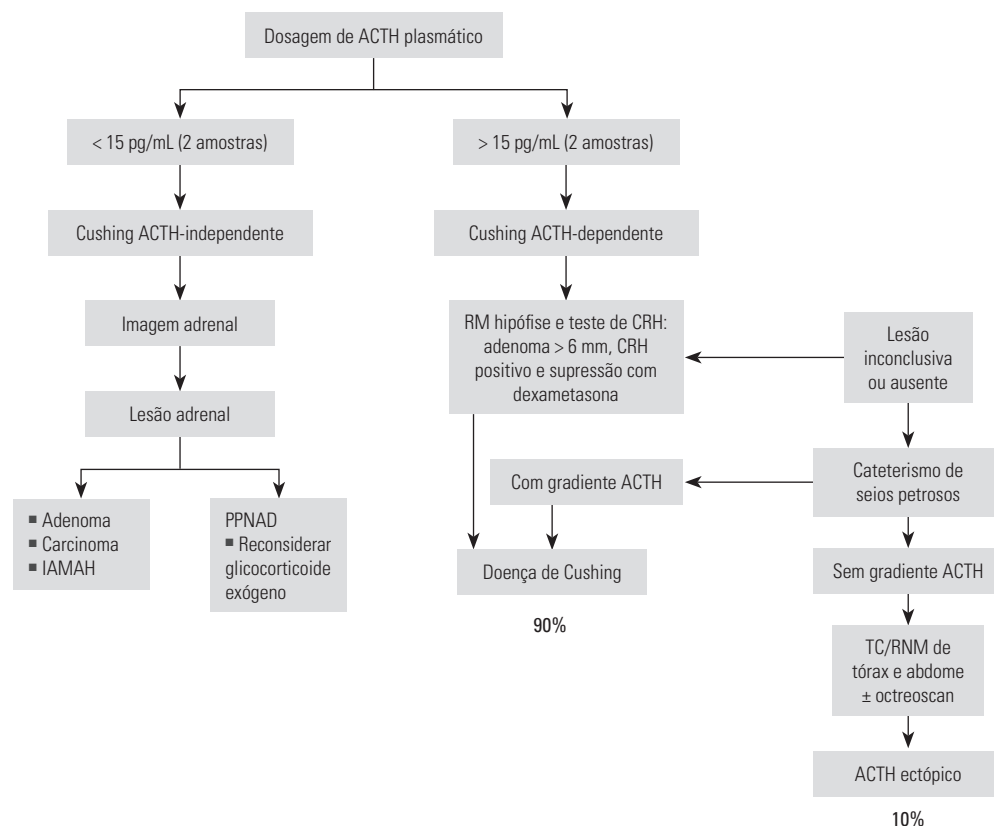 Dosagem de ACTH plasmático
< 15 pg/mL (2 amostras)
> 15 pg/mL (2 amostras)
Cushing ACTH-independente
Cushing ACTH-dependente
Imagem adrenal
RM hipófise e teste de CRH:
adenoma > 6 mm, CRH
positivo e supressão com
dexametasona
Lesão
inconclusiva
ou ausente
Lesão adrenal
Com gradiente ACTH
Cateterismo de
seios petrosos
■ Adenoma
■ Carcinoma
■ IAMAH
PPNAD
■ Reconsiderar
glicocorticoide
exógeno
Doença de Cushing
90%
Sem gradiente ACTH
TC/RNM de
tórax e abdome
± octreoscan
ACTH ectópico
10%